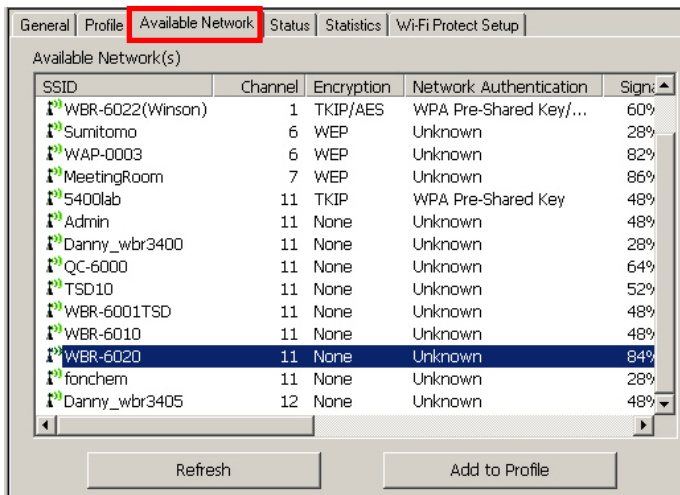 General Profile Available Network Status Statistics Wi-Fi Protect Setup
Available Network(s)
SSID Channel Encryption Network Authentication Signa
WBR-6022(Winson) 1 TKIP/AES WPA Pre-Shared Key/... 60%
Sumitomo 6 WEP Unknown 28%
WAP-0003 6 WEP Unknown 82%
MeetingRoom 7 WEP Unknown 86%
5400lab 11 TKIP WPA Pre-Shared Key 48%
Admin 11 None Unknown 48%
Danny_wbr3400 11 None Unknown 28%
QC-6000 11 None Unknown 64%
TSD10 11 None Unknown 52%
WBR-6001TSD 11 None Unknown 48%
WBR-6010 11 None Unknown 48%
WBR-6020 11 None Unknown 84%
fonchem 11 None Unknown 28%
Danny_wbr3405 12 None Unknown 48%
Refresh Add to Profile